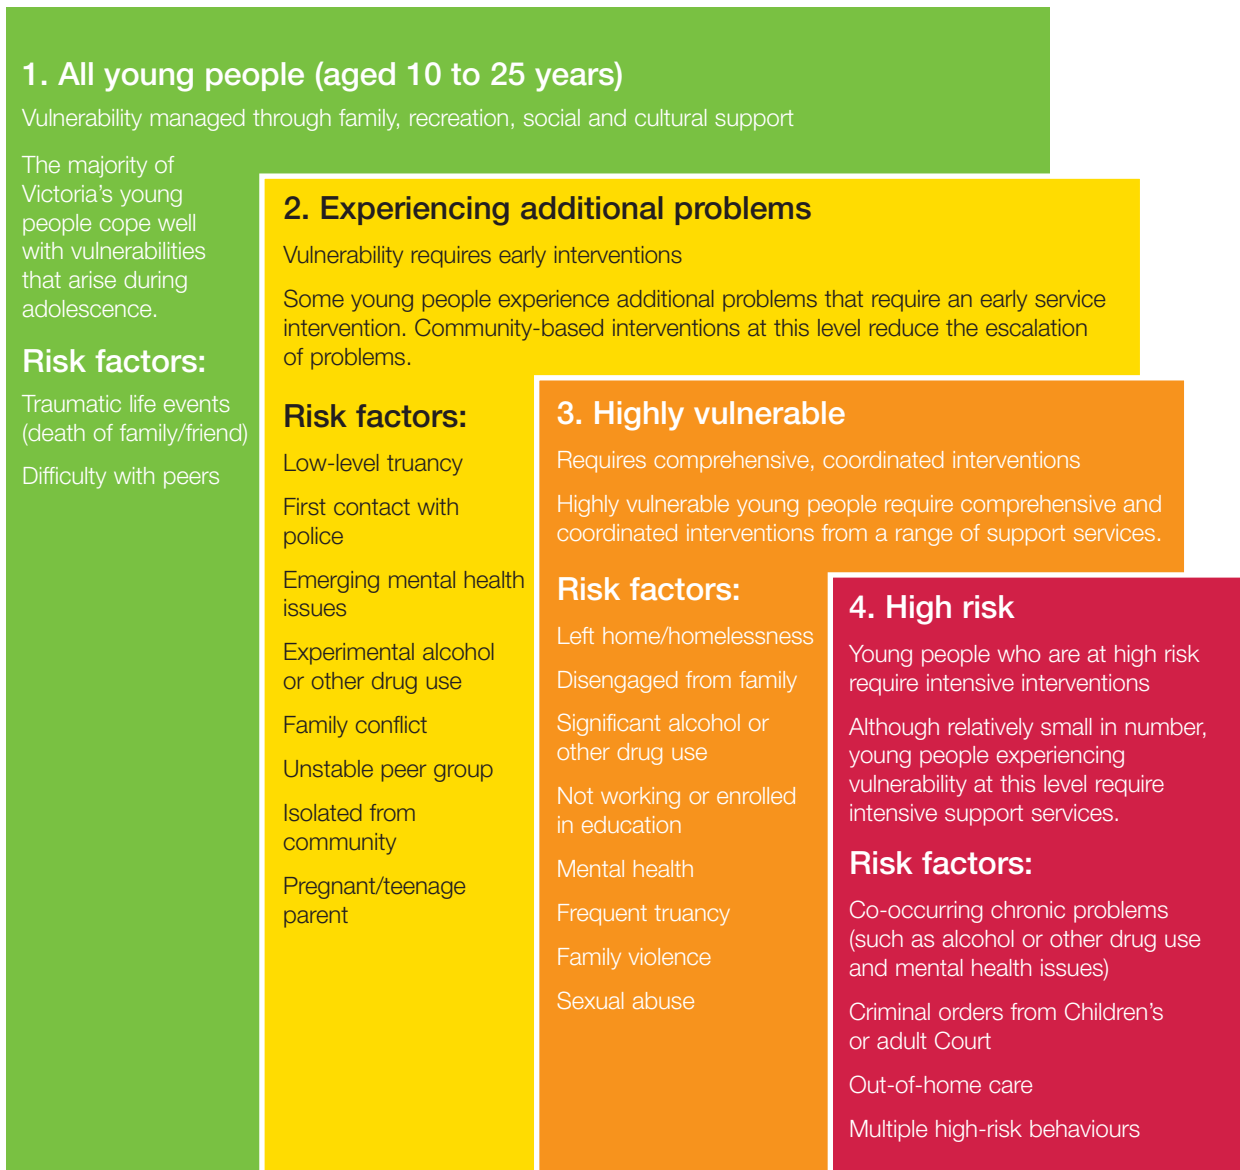 1. All young people (aged 10 to 25 years)
Vulnerability managed through family, recreation, social and cultural support
The majority of
Victoria’s young
people cope well
with vulnerabilities
that arise during
adolescence.
Risk factors:
Traumatic life events
(death of family/friend)
Difficulty with peers
2. Experiencing additional problems
Vulnerability requires early interventions
Some young people experience additional problems that require an early service
intervention. Community-based interventions at this level reduce the escalation
of problems.
Risk factors:
Low-level truancy
First contact with
police
Emerging mental health
issues
Experimental alcohol
or other drug use
Family conflict
Unstable peer group
Isolated from
community
Pregnant/teenage
parent
3. Highly vulnerable
Requires comprehensive, coordinated interventions
Highly vulnerable young people require comprehensive and
coordinated interventions from a range of support services.
Risk factors:
Left home/homelessness
Disengaged from family
Significant alcohol or
other drug use
Not working or enrolled
in education
Mental health
Frequent truancy
Family violence
Sexual abuse
4. High risk
Young people who are at high risk
require intensive interventions
Although relatively small in number,
young people experiencing
vulnerability at this level require
intensive support services.
Risk factors:
Co-occurring chronic problems
(such as alcohol or other drug use
and mental health issues)
Criminal orders from Children’s
or adult Court
Out-of-home care
Multiple high-risk behaviours